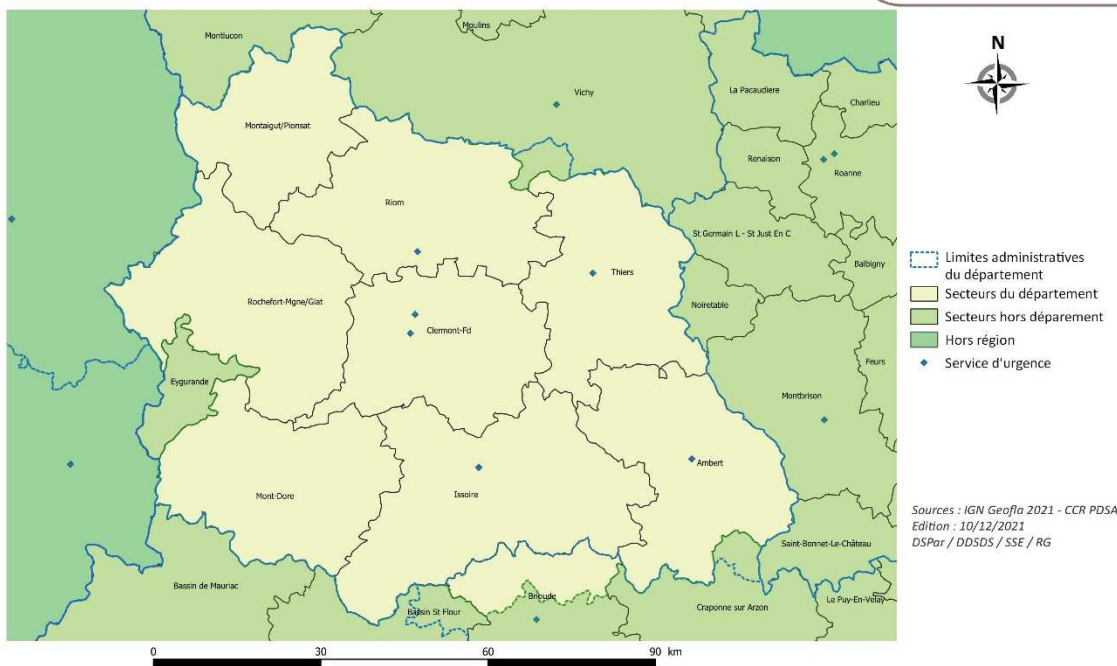 Montlucon
Moulins
Vichy
La Pacaudiere
Charlieu
Montaigut/Pionsat
Renaison
Roanne
Riom
St Germain L - St Just En C
Balbigny
Thiers
Rochefort-Mgne/Giat
Noiretable
Clermont-Fd
Feurs
Eygurande
Montbrison
Ambert
Mont-Dore
Issoire
Saint-Bonnet-Le-Château
Bassin de Mauriac
Brioude
Bassin St Flour
Craponne sur Arzon
Le Puy-En-Velay
0 30 60 90 km
N
Limites administratives
du département
Secteurs du département
Secteurs hors déparement
Hors région
Service d'urgence
Sources : IGN Geofla 2021 - CCR PDSA
Edition : 10/12/2021
DSPar / DDSDS / SSE / RG